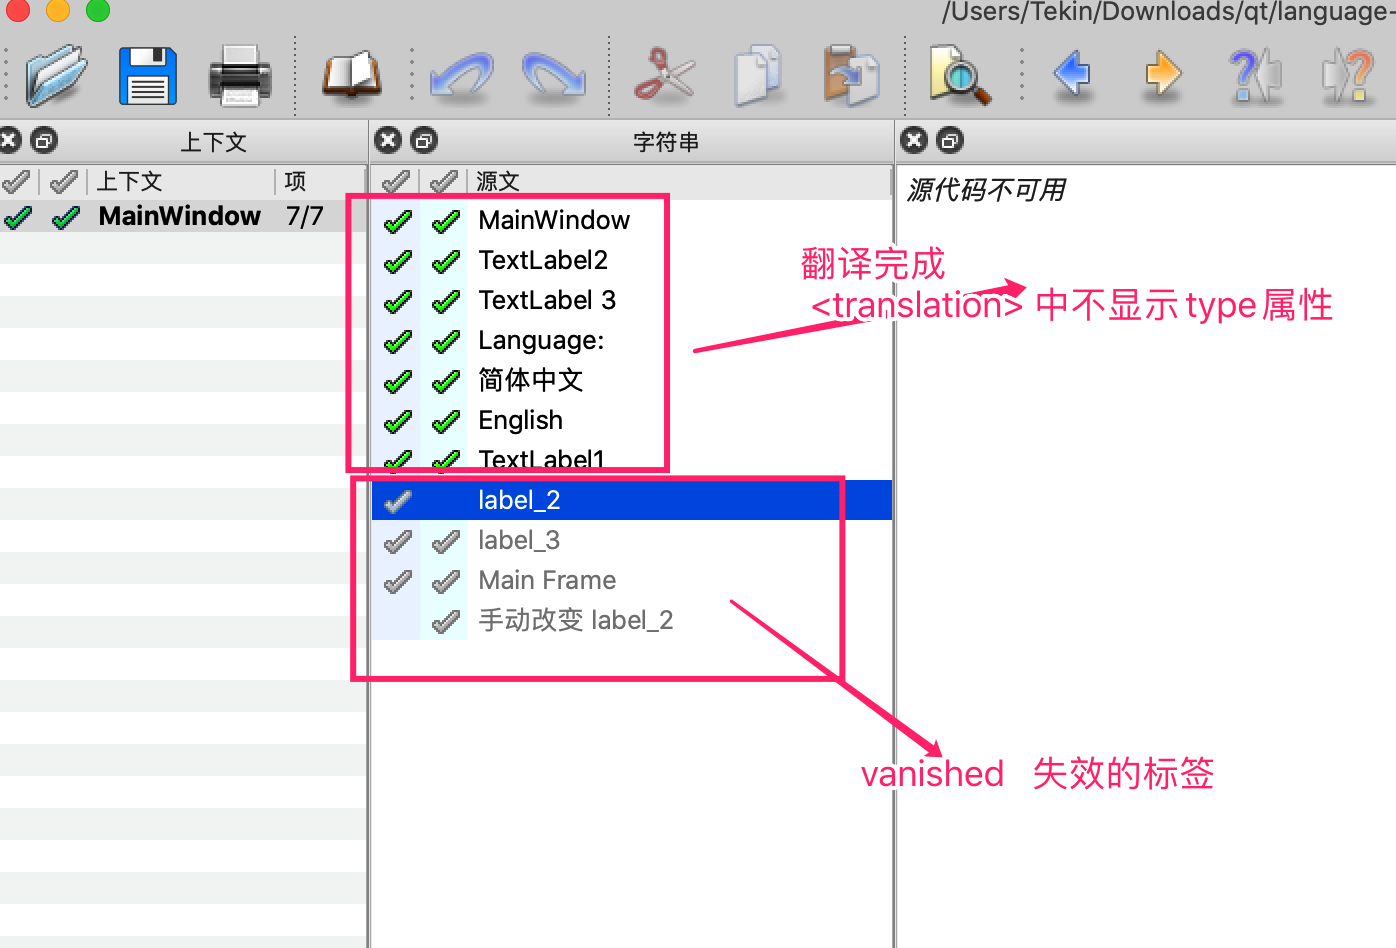 /Users/Tekin/Downloads/qt/language-
上下文
字符串
上下文
项
源文
源代码不可用
MainWindow 7/7
MainWindow
TextLabel2
TextLabel 3
Language:
简体中文
English
TextLabel1
label_2
label_3
Main Frame
手动改变 label_2
翻译完成
<translation> 中不显示 type 属性
vanished 失效的标签